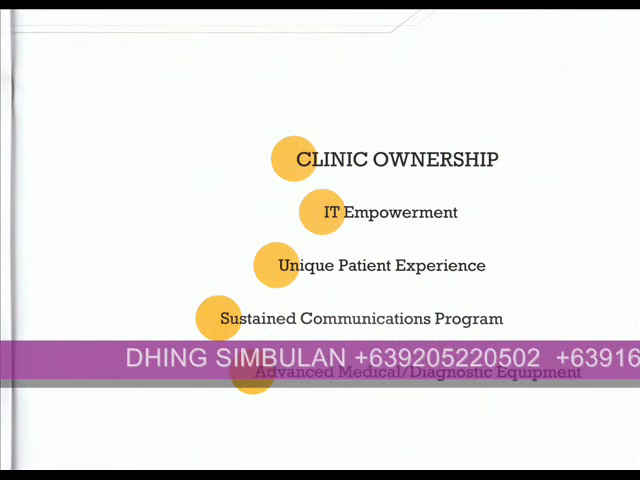 CLINIC OWNERSHIP
IT Empowerment
Unique Patient Experience
Sustained Communications Program
DHING SIMBULAN +639205220502 +63916
Advanced Medical/Diagnostic Equipment